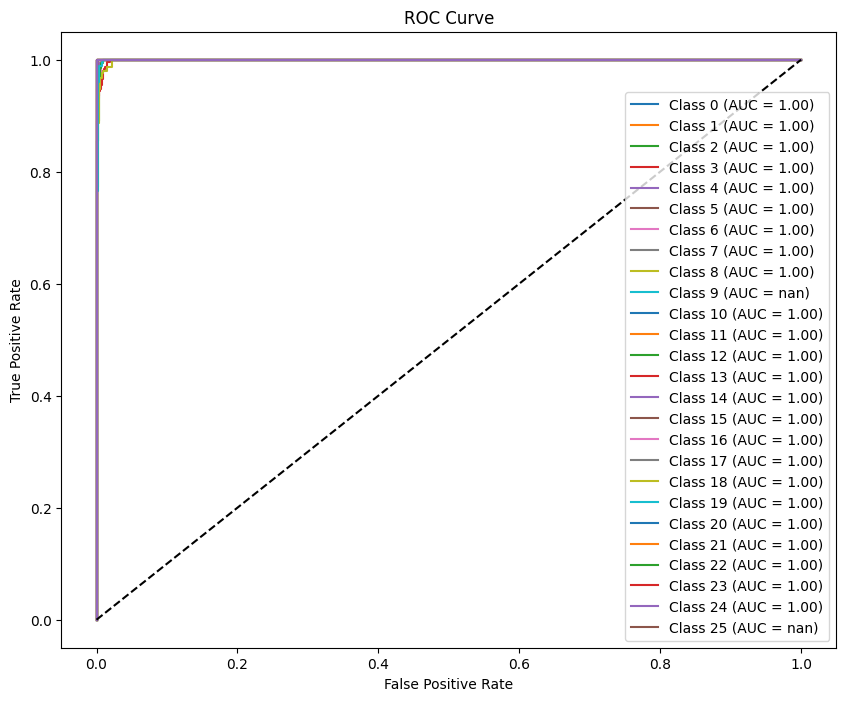 ROC Curve
1.0
0.8
0.6
0.4
0.2
0.0
True Positive Rate
Class 0 (AUC = 1.00)
Class 1 (AUC = 1.00)
Class 2 (AUC = 1.00)
Class 3 (AUC = 1.00)
Class 4 (AUC = 1.00)
Class 5 (AUC = 1.00)
Class 6 (AUC = 1.00)
Class 7 (AUC = 1.00)
Class 8 (AUC = 1.00)
Class 9 (AUC = nan)
Class 10 (AUC = 1.00)
Class 11 (AUC = 1.00)
Class 12 (AUC = 1.00)
Class 13 (AUC = 1.00)
Class 14 (AUC = 1.00)
Class 15 (AUC = 1.00)
Class 16 (AUC = 1.00)
Class 17 (AUC = 1.00)
Class 18 (AUC = 1.00)
Class 19 (AUC = 1.00)
Class 20 (AUC = 1.00)
Class 21 (AUC = 1.00)
Class 22 (AUC = 1.00)
Class 23 (AUC = 1.00)
Class 24 (AUC = 1.00)
Class 25 (AUC = nan)
0.0 0.2 0.4 0.6 0.8 1.0
False Positive Rate